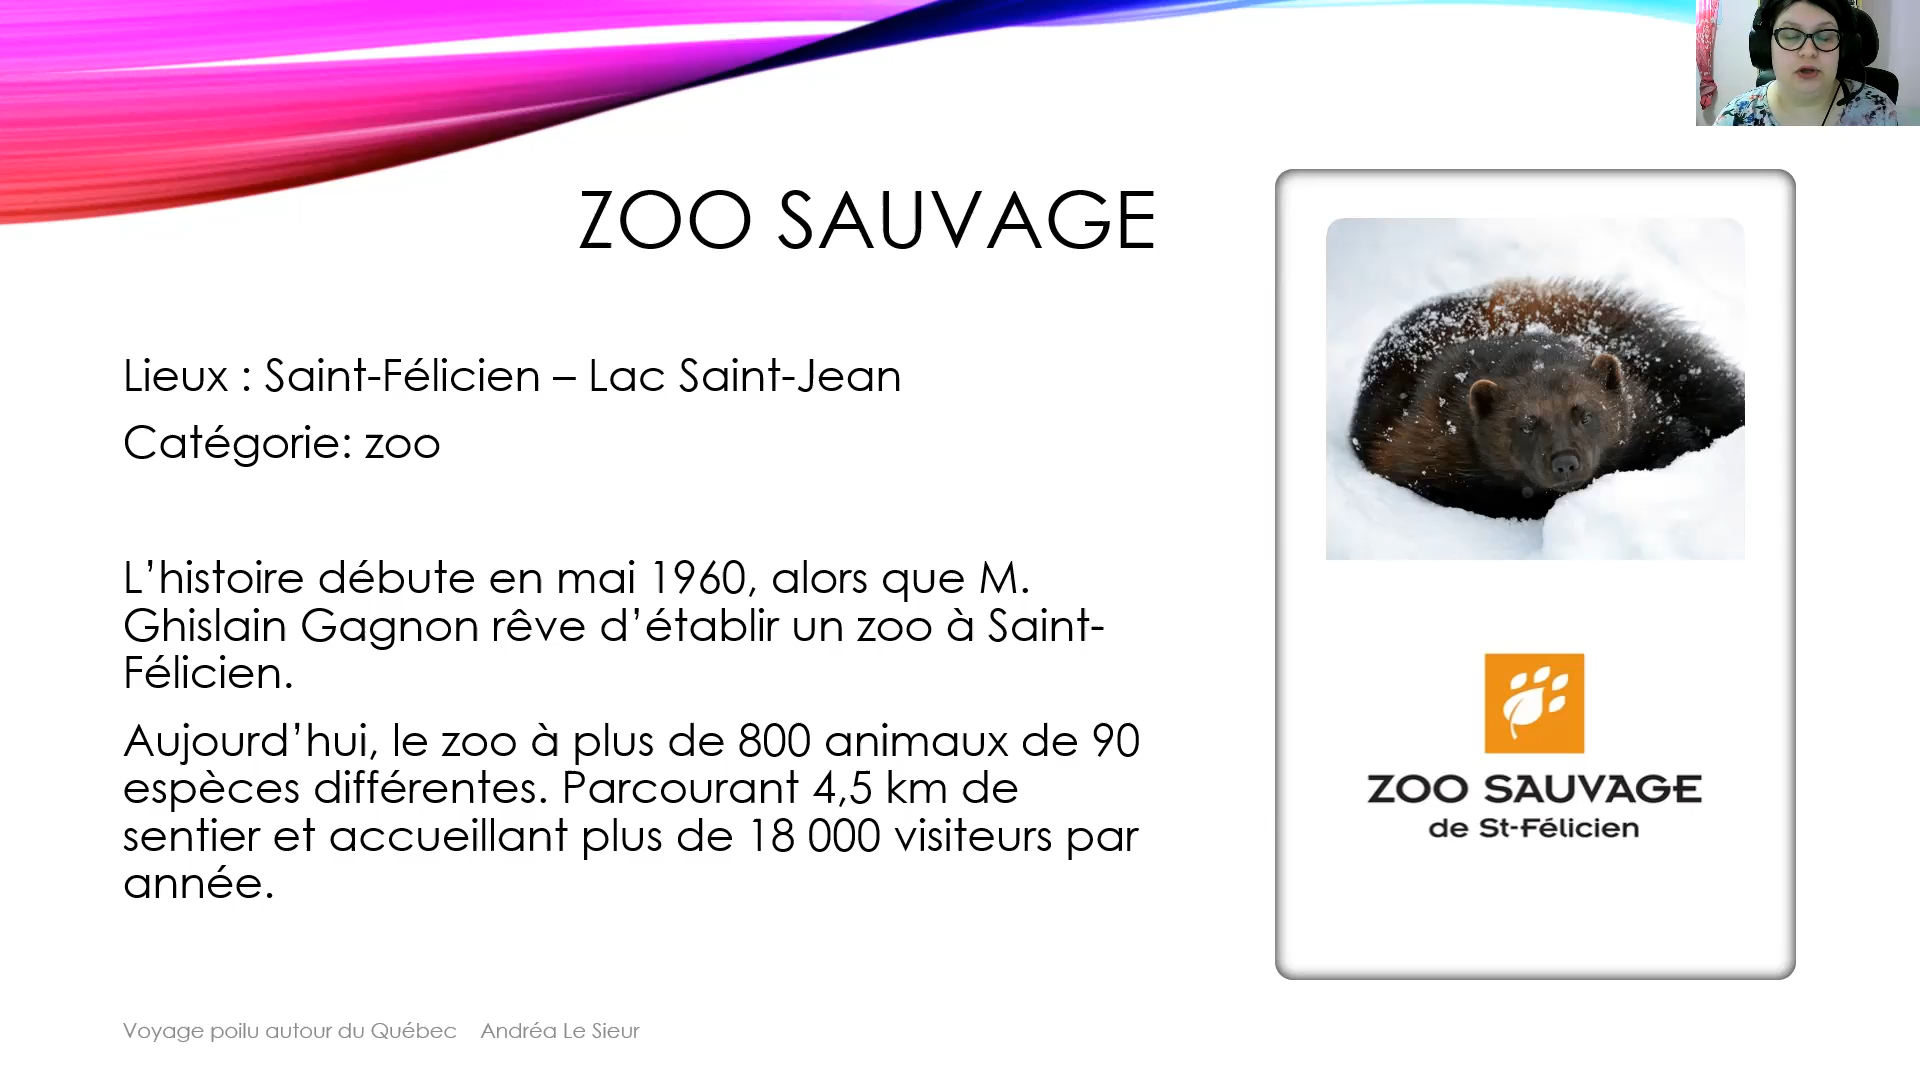 ZOO SAUVAGE
Lieux : Saint-Félicien – Lac Saint-Jean
Catégorie: zoo
L’histoire débute en mai 1960, alors que M.
Ghislain Gagnon rêve d’établir un zoo à Saint-
Félicien.
Aujourd’hui, le zoo à plus de 800 animaux de 90
espèces différentes. Parcourant 4,5 km de
sentier et accueillant plus de 18 000 visiteurs par
année.
ZOO SAUVAGE
de St-Félicien
Voyage poilu autour du Québec Andréa Le Sieur